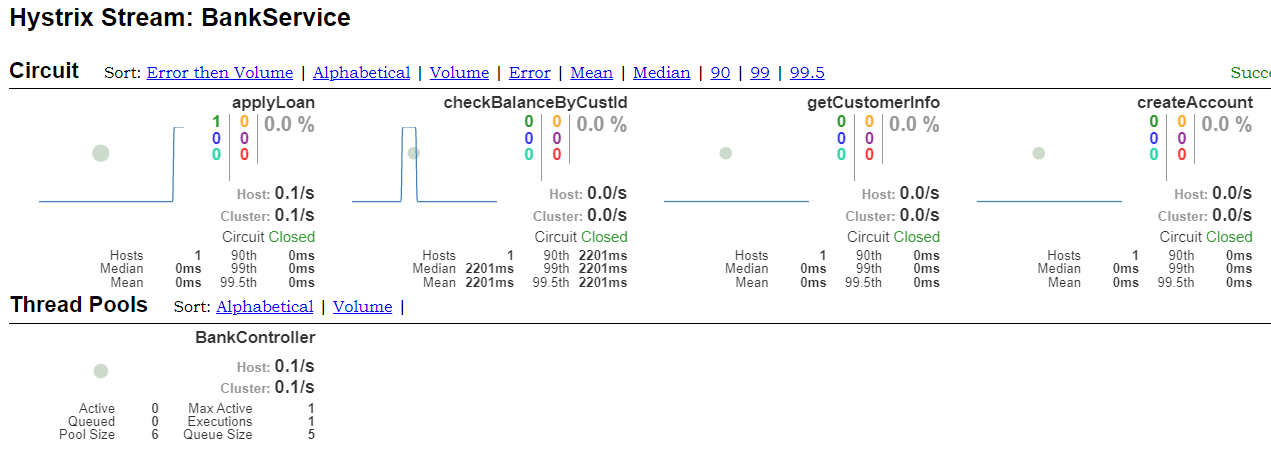 Hystrix Stream: BankService
Circuit Sort: Error then Volume | Alphabetical | Volume | Error | Mean | Median | 90 | 99 | 99.5 Succe
applyLoan checkBalanceByCustId getCustomerInfo createAccount
1 0 0.0 % 0 0 0.0 % 0 0 0.0 % 0 0 0.0 %
0 0 0 0 0 0 0 0
0 0 0 0 0 0 0 0
Host: 0.1/s Host: 0.0/s Host: 0.0/s Host: 0.0/s
Cluster: 0.1/s Cluster: 0.0/s Cluster: 0.0/s Cluster: 0.0/s
Circuit Closed Circuit Closed Circuit Closed Circuit Closed
Hosts 1 90th 0ms Hosts 1 90th 2201ms Hosts 1 90th 0ms Hosts 1 90th 0ms
Median 0ms 99th 0ms Median 2201ms 99th 2201ms Median 0ms 99th 0ms Median 0ms 99th 0ms
Mean 0ms 99.5th 0ms Mean 2201ms 99.5th 2201ms Mean 0ms 99.5th 0ms Mean 0ms 99.5th 0ms
Thread Pools Sort: Alphabetical | Volume |
BankController
Host: 0.1/s
Cluster: 0.1/s
Active 0 Max Active 1
Queued 0 Executions 1
Pool Size 6 Queue Size 5